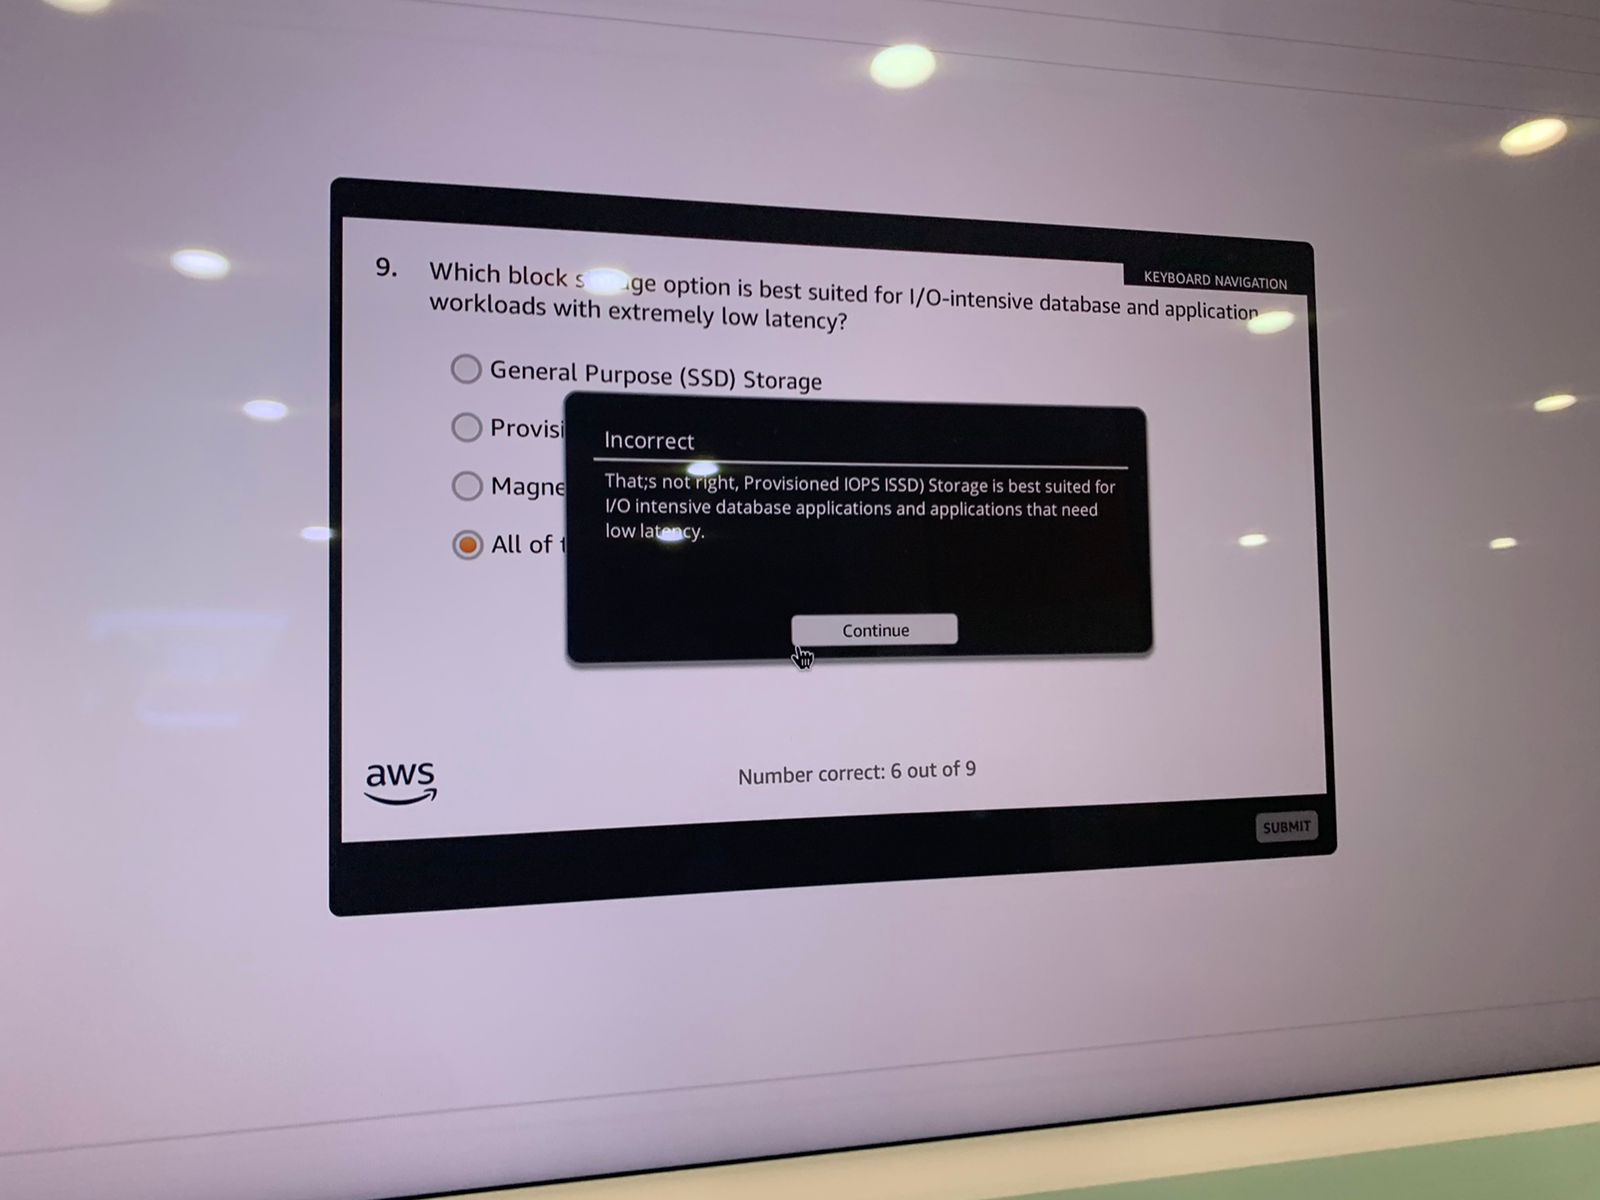 KEYBOARD NAVIGATION
9. Which block option is best suited for I/O-intensive database and application
workloads with extremely low latency?
General Purpose (SSD) Storage
Provisi
Magne
All of t
Incorrect
That;s not right, Provisioned IOPS ISSD) Storage is best suited for
I/O intensive database applications and applications that need
low latency.
Continue
aws
Number correct: 6 out of 9
SUBMIT